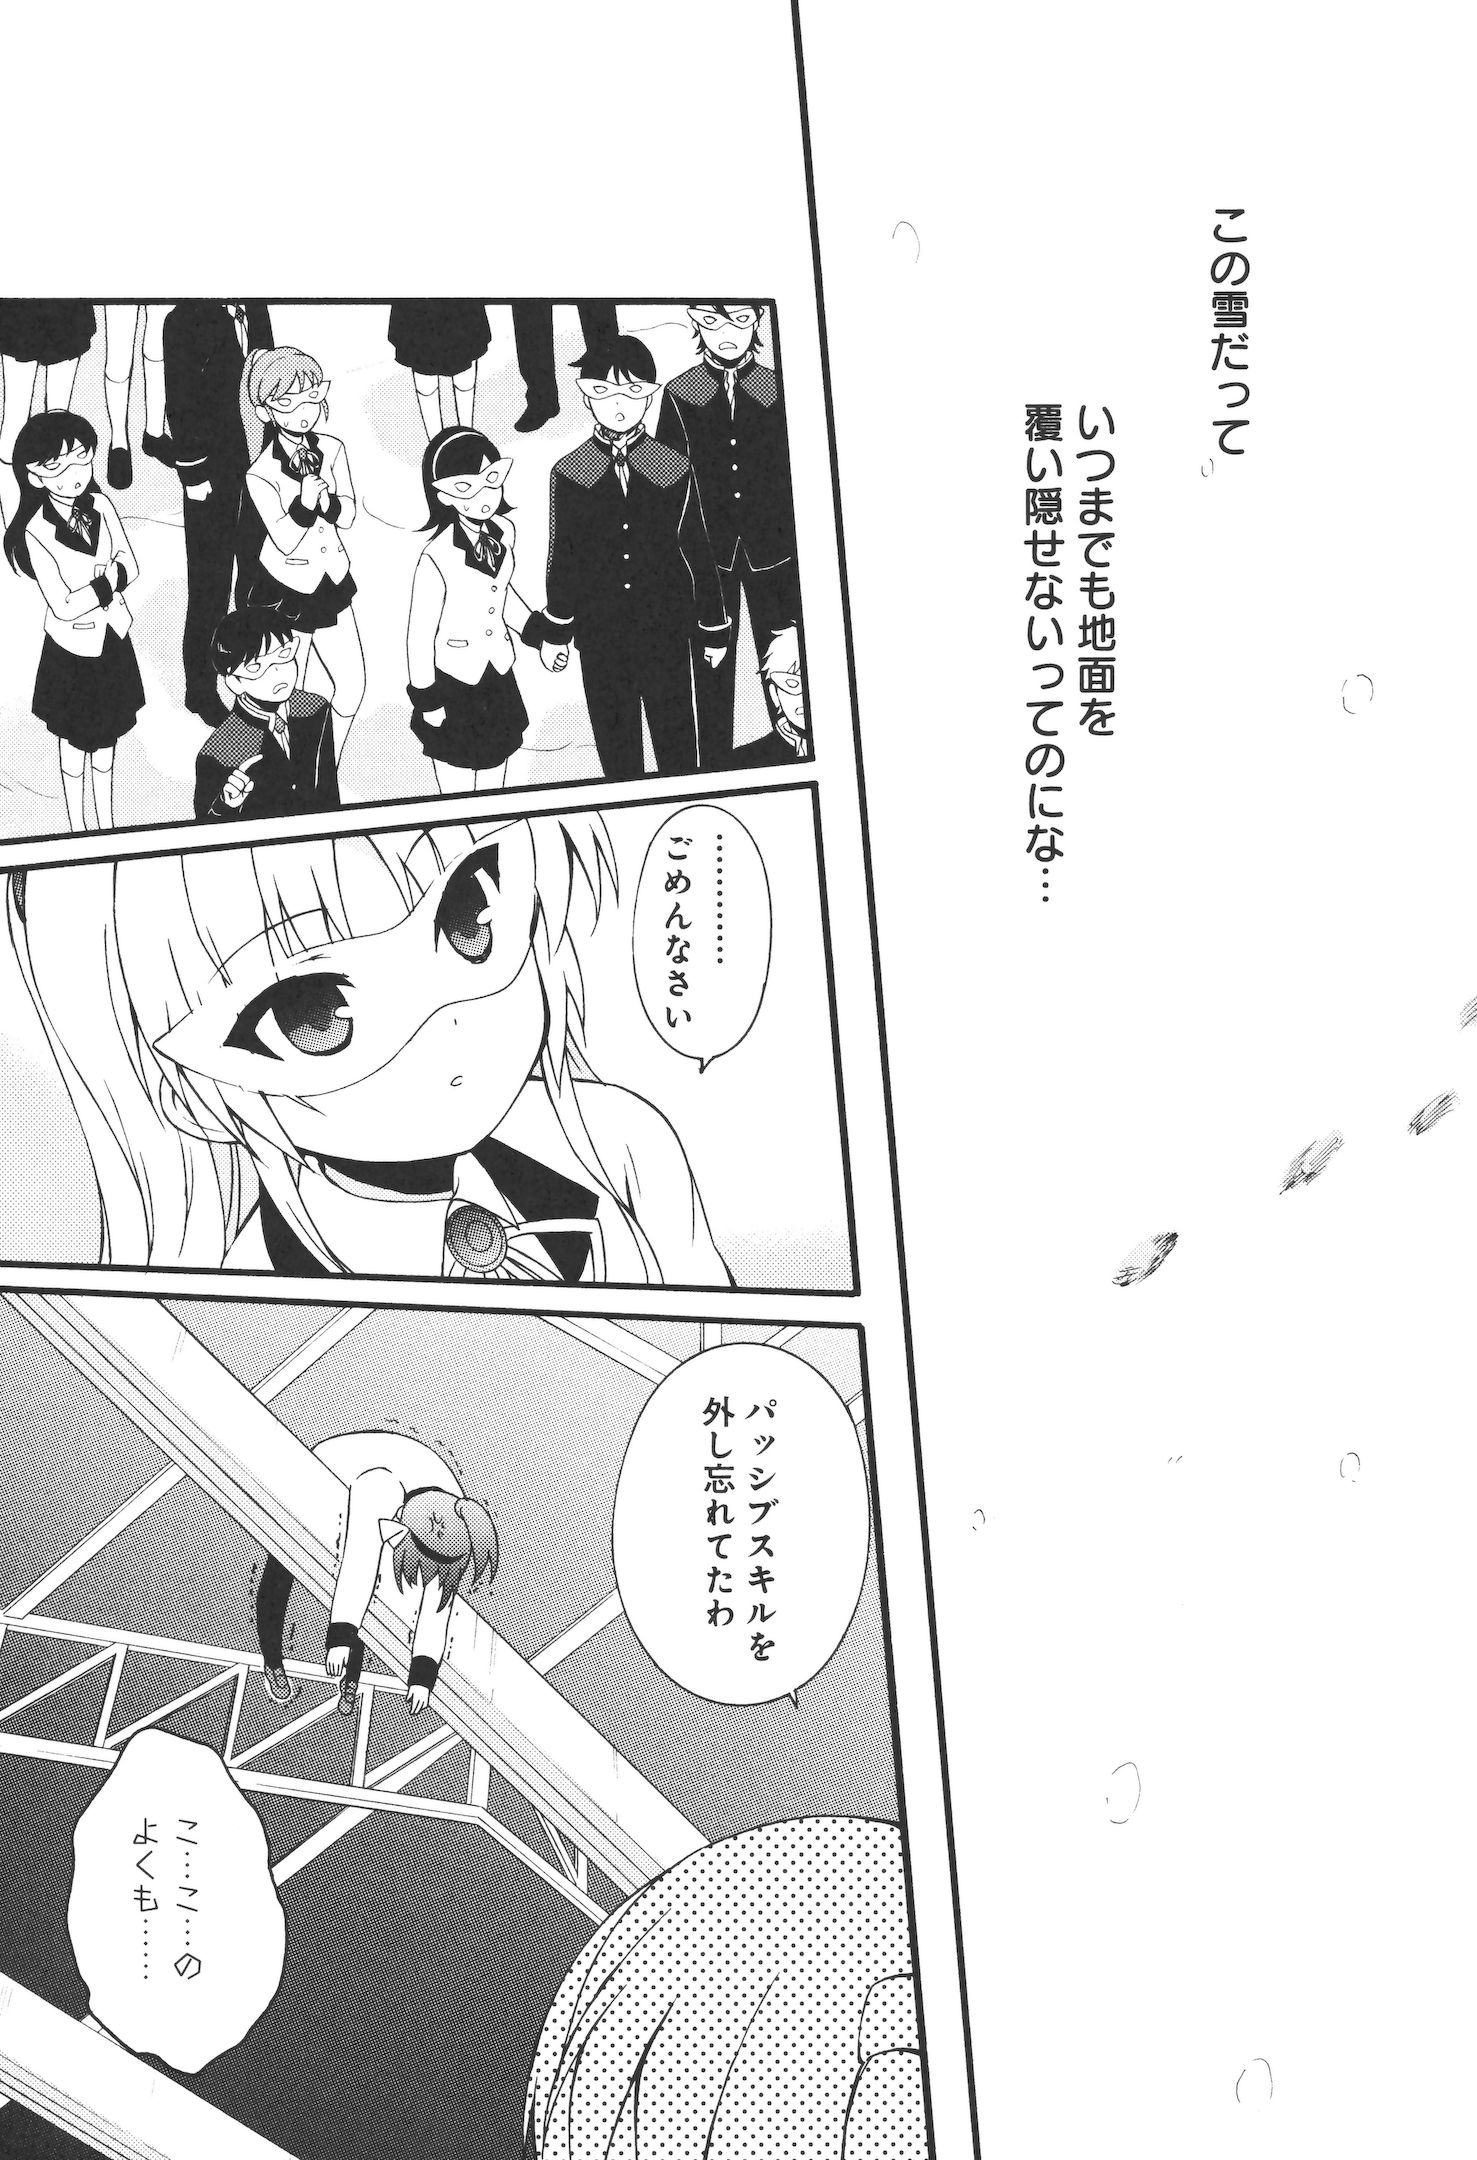 この雪だって
いつまでも地面を
覆い隠せないってのにな…
…………
ごめんなさい
パッシブスキルを
外し忘れてたわ
こ…こ…の
よくも……